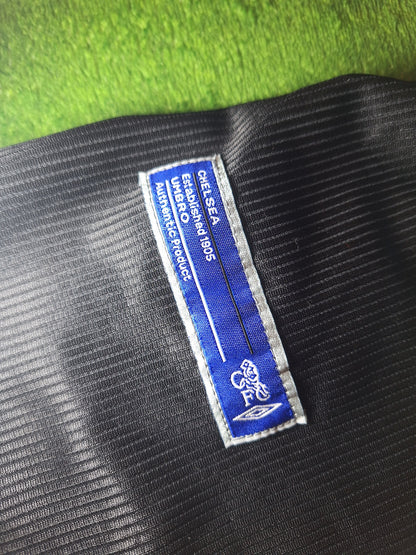 CHELSEA
Established 1905
UMBRO
Authentic Product
F